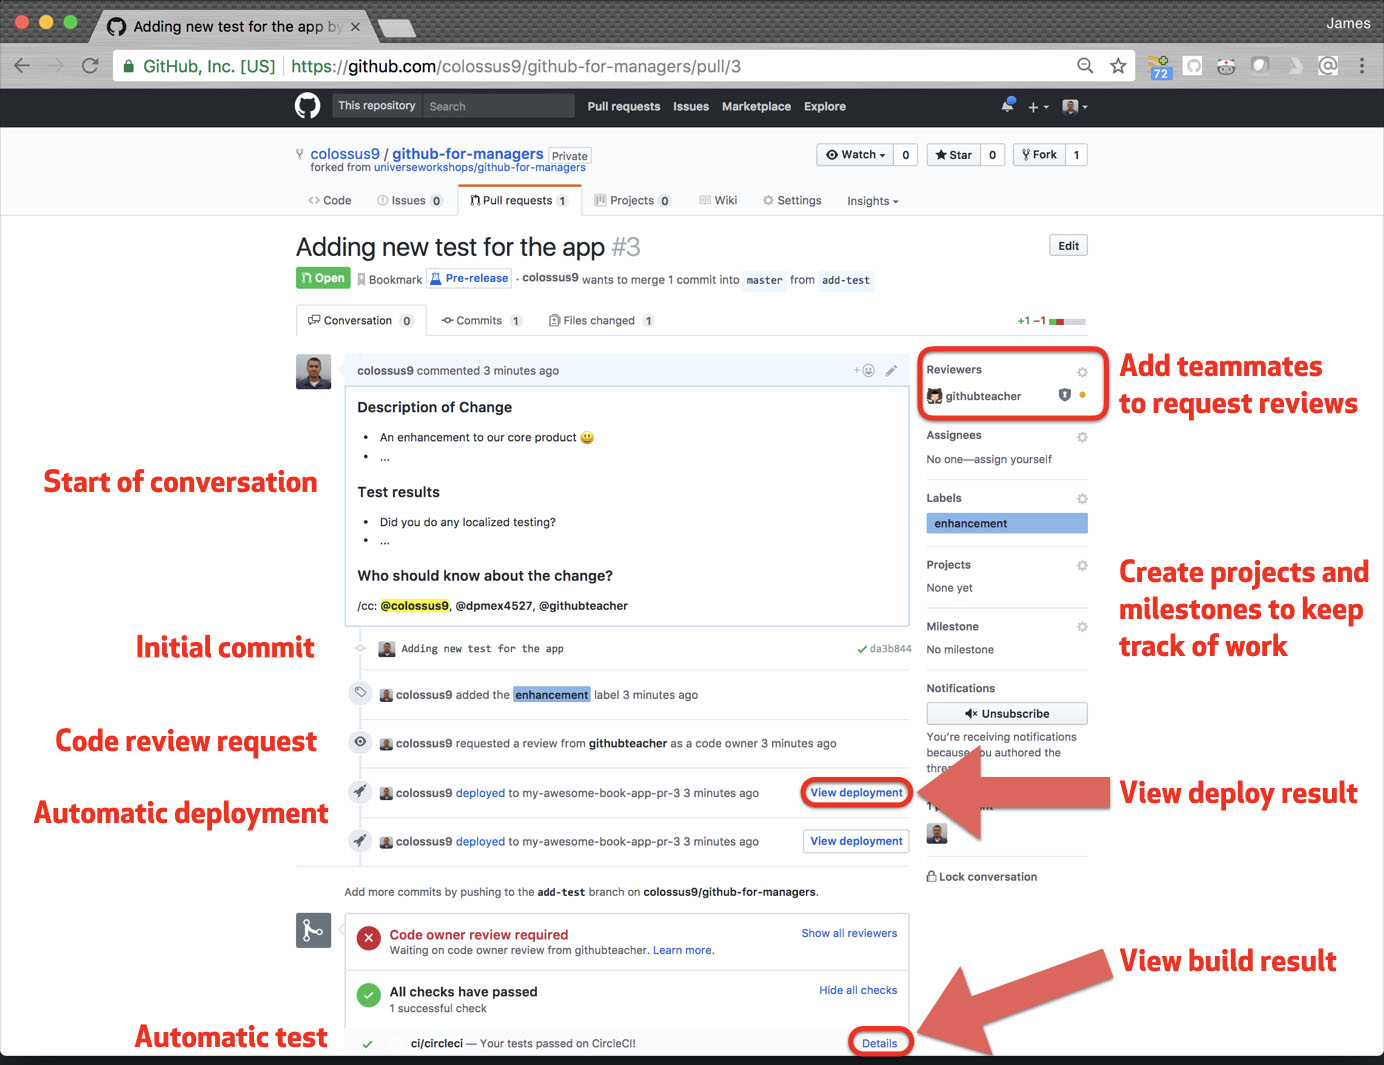 Adding new test for the app by
James
GitHub, Inc. [US]
https://github.com/colossus9/github-for-managers/pull/3
72
This repository
Search
Pull requests
Issues
Marketplace
Explore
colossus9 / github-for-managers
Private
forked from universeworkshops/github-for-managers
Watch
0
Star
0
Fork
1
Code
Issues 0
Pull requests 1
Projects 0
Wiki
Settings
Insights
Adding new test for the app #3
Edit
Open
Bookmark
Pre-release
· colossus9 wants to merge 1 commit into master from add-test
Conversation 0
Commits 1
Files changed 1
+1 −1
colossus9 commented 3 minutes ago
Description of Change
• An enhancement to our core product 😃
• ...
Test results
• Did you do any localized testing?
• ...
Who should know about the change?
/cc: @colossus9, @dpmex4527, @githubteacher
Adding new test for the app
da3b844
colossus9 added the enhancement label 3 minutes ago
colossus9 requested a review from githubteacher as a code owner 3 minutes ago
colossus9 deployed to my-awesome-book-app-pr-3 3 minutes ago
View deployment
colossus9 deployed to my-awesome-book-app-pr-3 3 minutes ago
View deployment
Add more commits by pushing to the add-test branch on colossus9/github-for-managers.
Code owner review required
Waiting on code owner review from githubteacher. Learn more.
Show all reviewers
All checks have passed
1 successful check
Hide all checks
ci/circleci — Your tests passed on CircleCI!
Details
Reviewers
githubteacher
Assignees
No one—assign yourself
Labels
enhancement
Projects
None yet
Milestone
No milestone
Notifications
Unsubscribe
You're receiving notifications
because you authored the
Lock conversation
Start of conversation
Initial commit
Code review request
Automatic deployment
Automatic test
Add teammates
to request reviews
Create projects and
milestones to keep
track of work
View deploy result
View build result